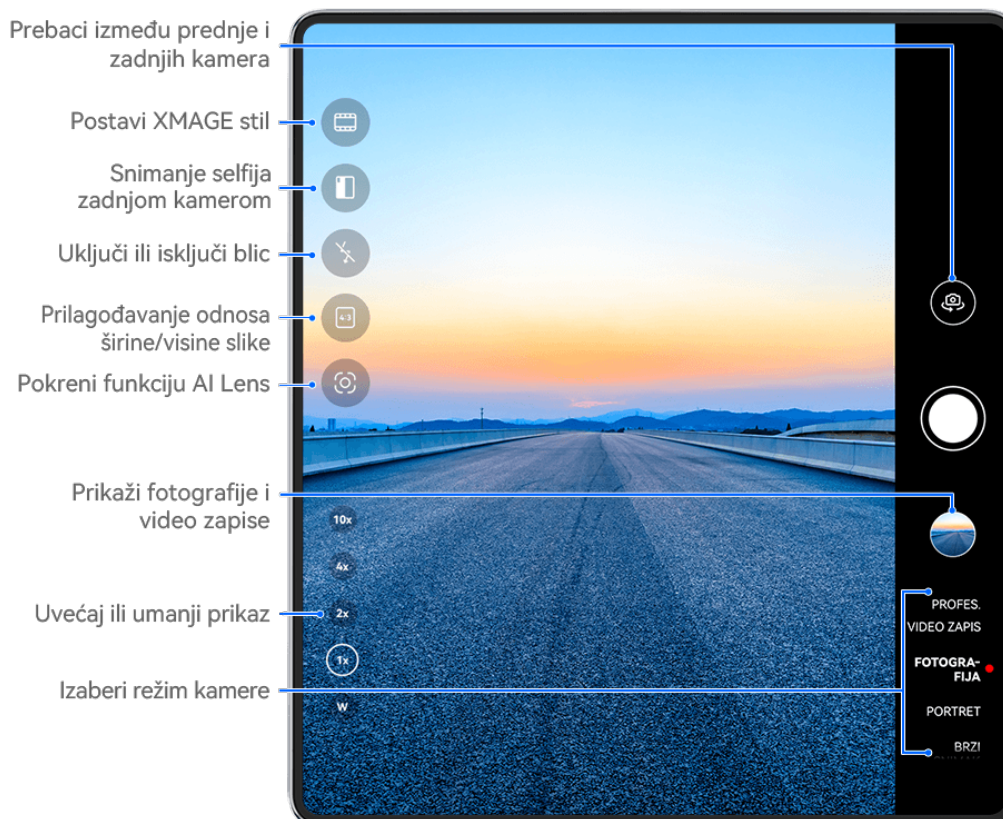 Prebaci između prednje i
zadnjih kamera
Postavi XMAGE stil
Snimanje selfija
zadnjom kamerom
Uključi ili isključi blic
Prilagođavanje odnosa
širine/visine slike
4:3
Pokreni funkciju AI Lens
Prikaži fotografije i
video zapise
10x
4x
Uvećaj ili umanji prikaz
2x
1x
Izaberi režim kamere
W
PROFES.
VIDEO ZAPIS
FOTOGRA-
FIJA
PORTRET
BRZI